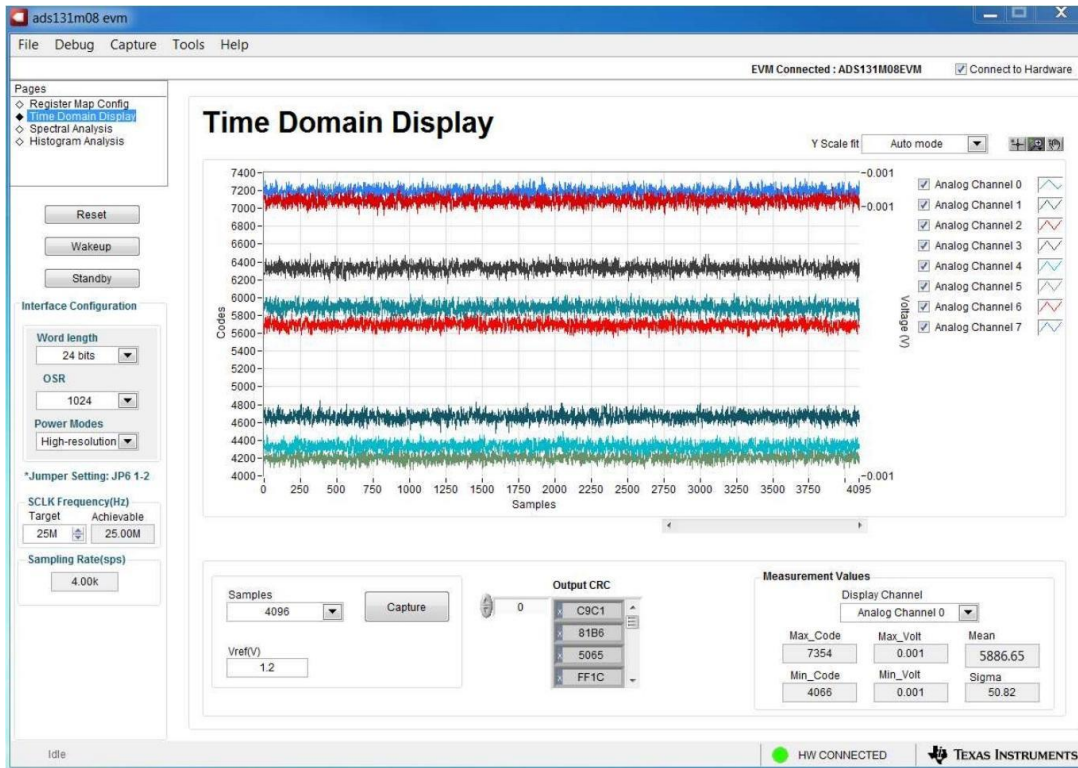 ads131m08 evm
File Debug Capture Tools Help
EVM Connected : ADS131M08EVM Connect to Hardware
Pages
Register Map Config
Time Domain Display
Spectral Analysis
Histogram Analysis
Reset
Wakeup
Standby
Interface Configuration
Word length
24 bits
OSR
1024
Power Modes
High-resolution
*Jumper Setting: JP6 1-2
SCLK Frequency(Hz)
Target Achievable
25M 25.00M
Sampling Rate(sps)
4.00k
Time Domain Display
Y Scale fit Auto mode
7400
7200
7000
6800
6600
6400
6200
6000
5800
5600
5400
5200
5000
4800
4600
4400
4200
4000
Codes
0 250 500 750 1000 1250 1500 1750 2000 2250 2500 2750 3000 3250 3500 3750 4095
Samples
-0.001
-0.001
-0.001
Voltage (V)
Analog Channel 0
Analog Channel 1
Analog Channel 2
Analog Channel 3
Analog Channel 4
Analog Channel 5
Analog Channel 6
Analog Channel 7
Samples
4096
Capture
Vref(V)
1.2
Output CRC
0
x C9C1
x 81B6
x 5065
x FF1C
Measurement Values
Display Channel
Analog Channel 0
Max_Code Max_Volt Mean
7354 0.001 5886.65
Min_Code Min_Volt Sigma
4066 0.001 50.82
Idle HW CONNECTED TEXAS INSTRUMENTS